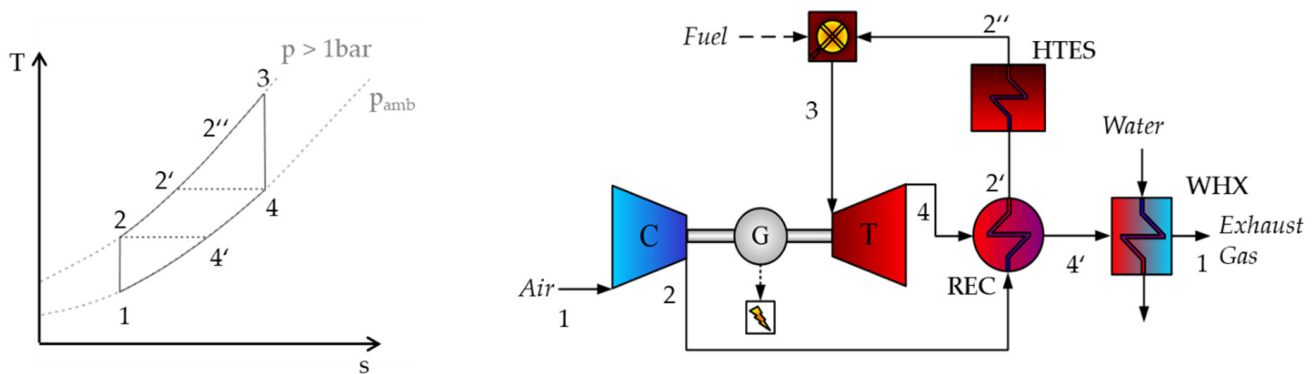 T
p > 1bar
3
p_amb
2‘‘
2‘
2
4
4‘
1
s
Fuel
2‘‘
HTES
3
Water
2‘
WHX
C
G
T
4
Exhaust
Gas
1
4‘
REC
Air
1
2